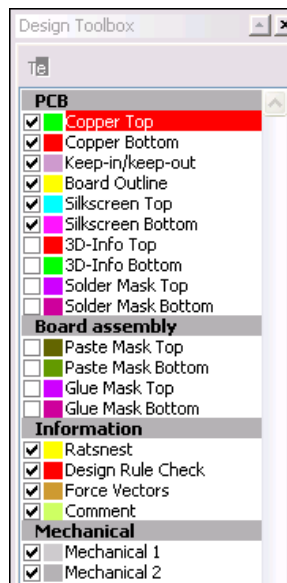 Design Toolbox
Te
PCB
Copper Top
Copper Bottom
Keep-in/keep-out
Board Outline
Silkscreen Top
Silkscreen Bottom
3D-Info Top
3D-Info Bottom
Solder Mask Top
Solder Mask Bottom
Board assembly
Paste Mask Top
Paste Mask Bottom
Glue Mask Top
Glue Mask Bottom
Information
Ratsnest
Design Rule Check
Force Vectors
Comment
Mechanical
Mechanical 1
Mechanical 2